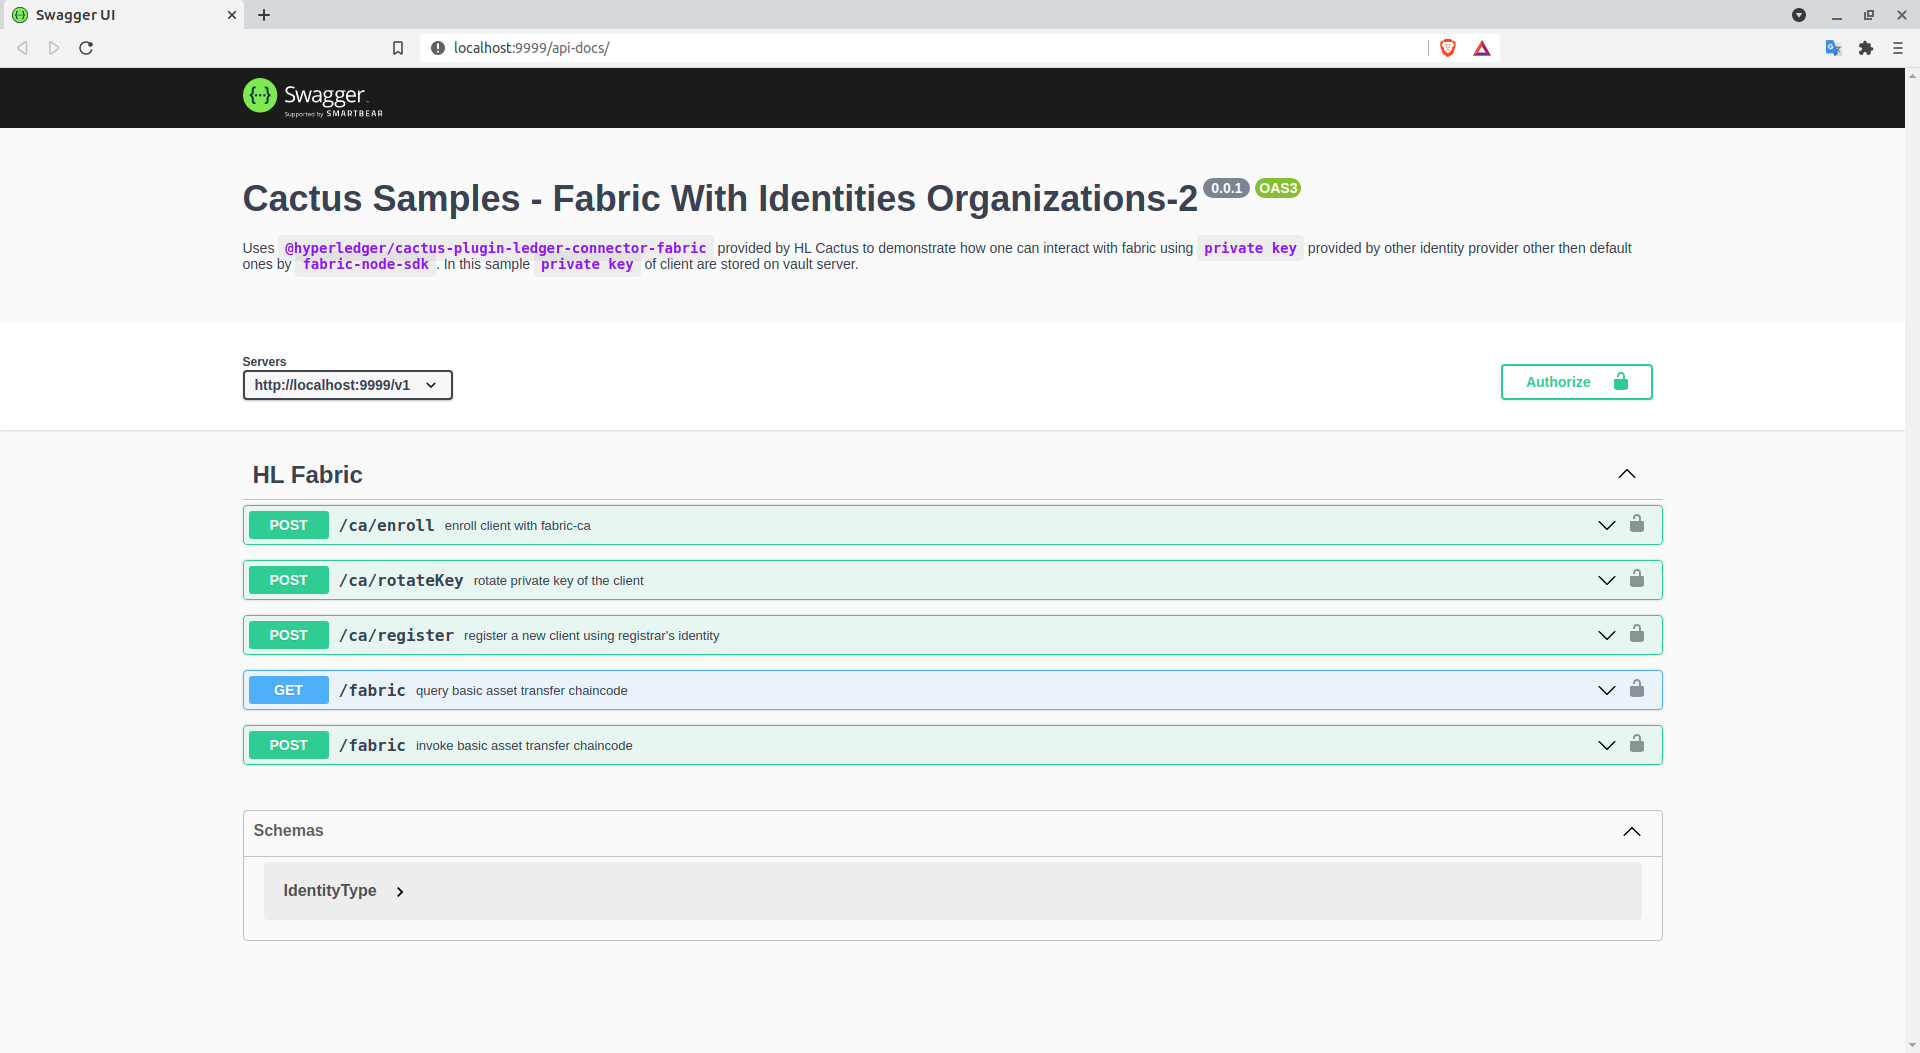 Swagger UI
localhost:9999/api-docs/
Swagger
Supported by SMARTBEAR
Cactus Samples - Fabric With Identities Organizations-2 0.0.1 OAS3
Uses @hyperledger/cactus-plugin-ledger-connector-fabric provided by HL Cactus to demonstrate how one can interact with fabric using private key provided by other identity provider other then default
ones by fabric-node-sdk. In this sample private key of client are stored on vault server.
Servers
http://localhost:9999/v1
Authorize
HL Fabric
POST /ca/enroll enroll client with fabric-ca
POST /ca/rotateKey rotate private key of the client
POST /ca/register register a new client using registrar's identity
GET /fabric query basic asset transfer chaincode
POST /fabric invoke basic asset transfer chaincode
Schemas
IdentityType